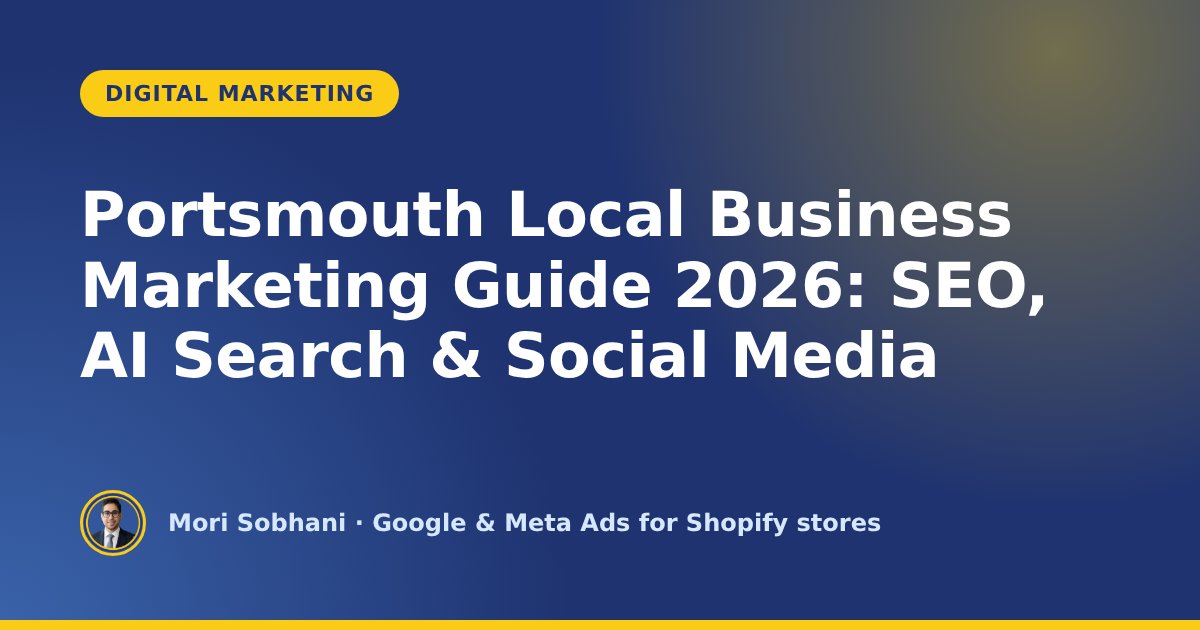 DIGITAL MARKETING
Portsmouth Local Business
Marketing Guide 2026: SEO,
AI Search & Social Media
Mori Sobhani · Google & Meta Ads for Shopify stores